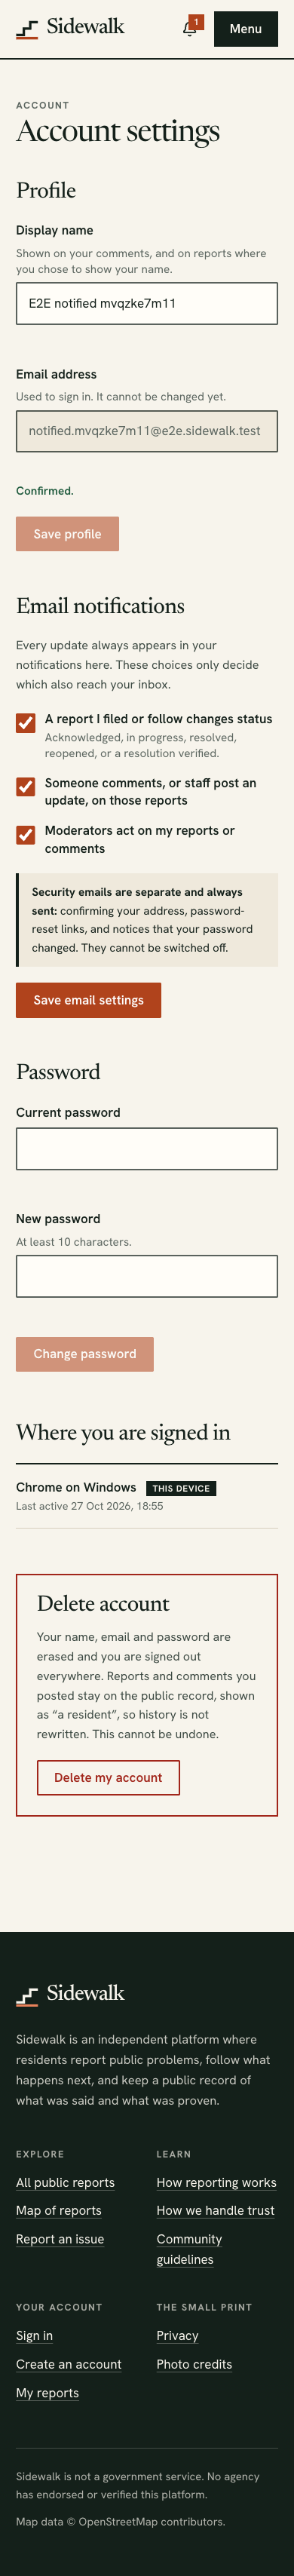 Sidewalk
1
Menu
ACCOUNT
Account settings
Profile
Display name
Shown on your comments, and on reports where
you chose to show your name.
E2E notified mvqzke7m11
Email address
Used to sign in. It cannot be changed yet.
notified.mvqzke7m11@e2e.sidewalk.test
Confirmed.
Save profile
Email notifications
Every update always appears in your
notifications here. These choices only decide
which also reach your inbox.
A report I filed or follow changes status
Acknowledged, in progress, resolved,
reopened, or a resolution verified.
Someone comments, or staff post an
update, on those reports
Moderators act on my reports or
comments
Security emails are separate and always
sent: confirming your address, password-
reset links, and notices that your password
changed. They cannot be switched off.
Save email settings
Password
Current password
New password
At least 10 characters.
Change password
Where you are signed in
Chrome on Windows THIS DEVICE
Last active 27 Oct 2026, 18:55
Delete account
Your name, email and password are
erased and you are signed out
everywhere. Reports and comments you
posted stay on the public record, shown
as “a resident”, so history is not
rewritten. This cannot be undone.
Delete my account
Sidewalk
Sidewalk is an independent platform where
residents report public problems, follow what
happens next, and keep a public record of
what was said and what was proven.
EXPLORE
All public reports
Map of reports
Report an issue
LEARN
How reporting works
How we handle trust
Community
guidelines
YOUR ACCOUNT
Sign in
Create an account
My reports
THE SMALL PRINT
Privacy
Photo credits
Sidewalk is not a government service. No agency
has endorsed or verified this platform.
Map data © OpenStreetMap contributors.